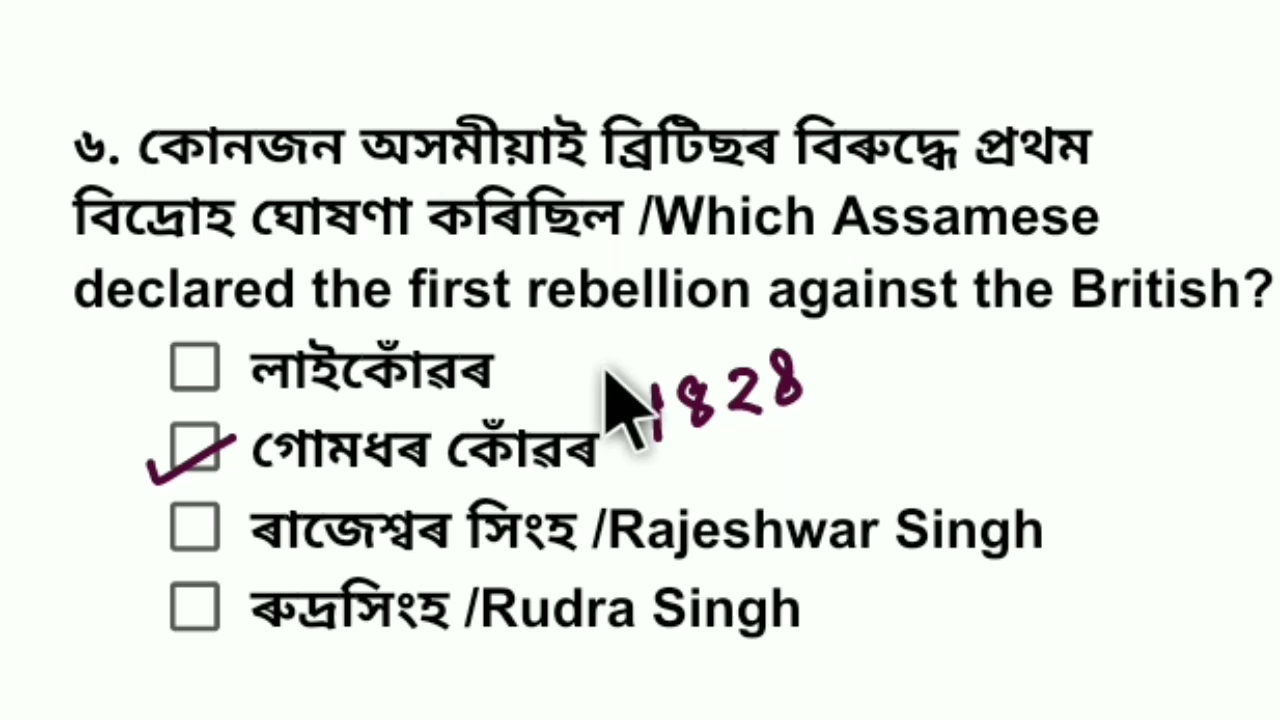 ৬. কোনজন অসমীয়াই ব্ৰিটিছৰ বিৰুদ্ধে প্ৰথম
বিদ্ৰোহ ঘোষণা কৰিছিল /Which Assamese
declared the first rebellion against the British?
লাইকোঁৱৰ
1828
গোমধৰ কোঁৱৰ
ৰাজেশ্বৰ সিংহ /Rajeshwar Singh
ৰুদ্ৰসিংহ /Rudra Singh